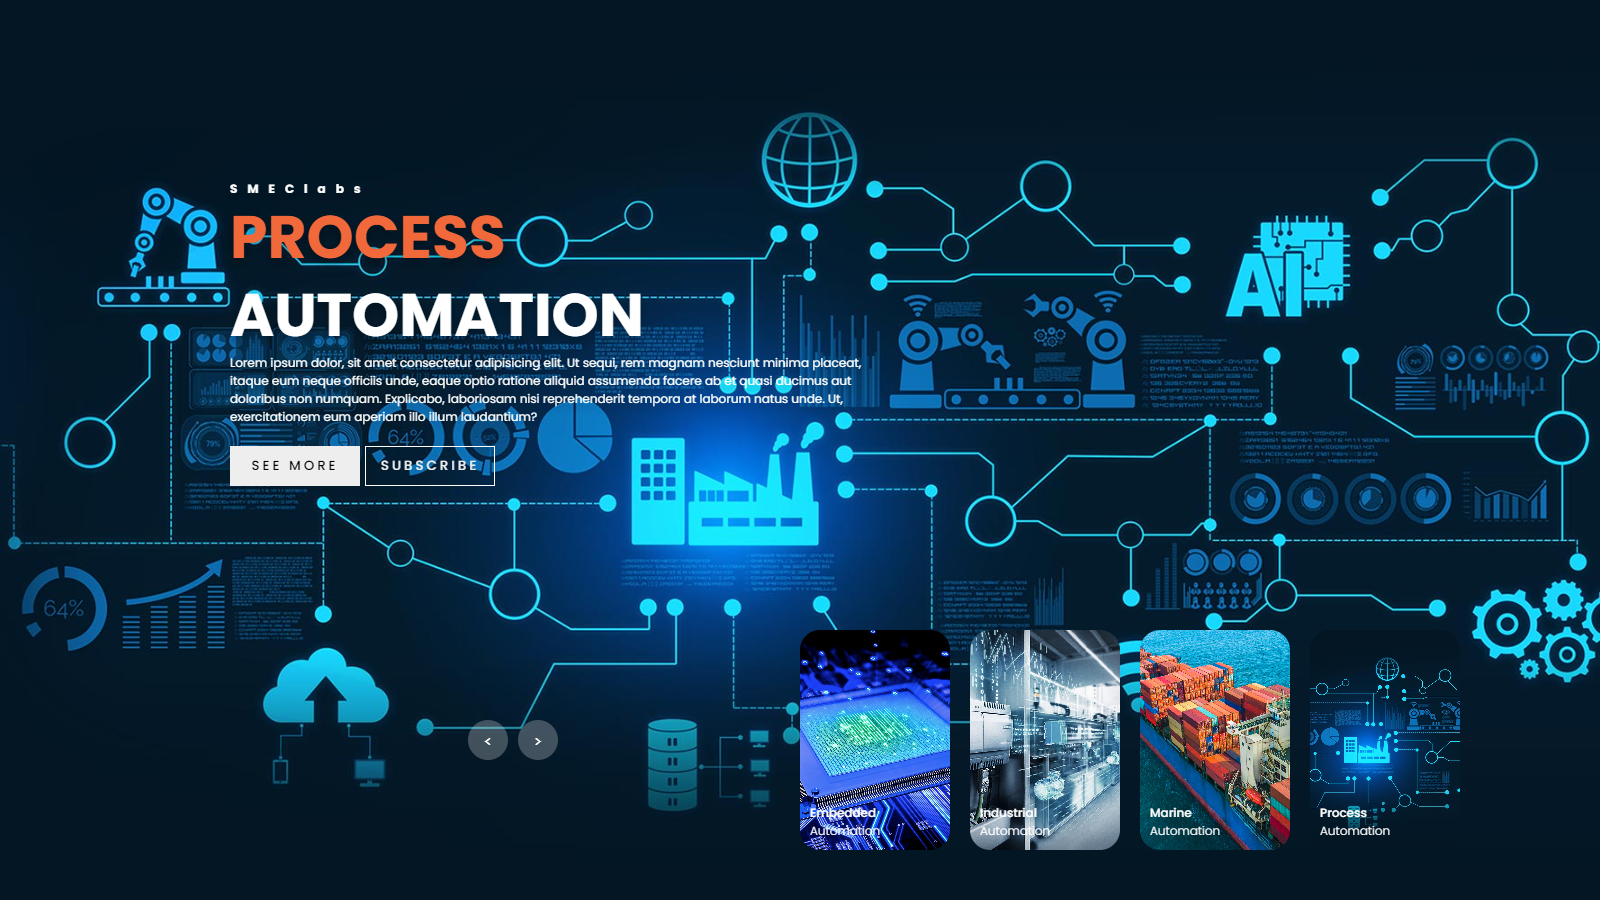 SMEClabs
PROCESS
AUTOMATION
Lorem ipsum dolor, sit amet consectetur adipisicing elit. Ut sequi, rem magnam nesciunt minima placeat,
itaque eum neque officiis unde, eaque optio ratione aliquid assumenda facere ab et quasi ducimus aut
doloribus non numquam. Explicabo, laboriosam nisi reprehenderit tempora at laborum natus unde. Ut,
exercitationem eum aperiam illo illum laudantium?
SEE MORE
SUBSCRIBE
AI
79%
64%
64%
< >
Embedded
Automation
Industrial
Automation
Marine
Automation
Process
Automation